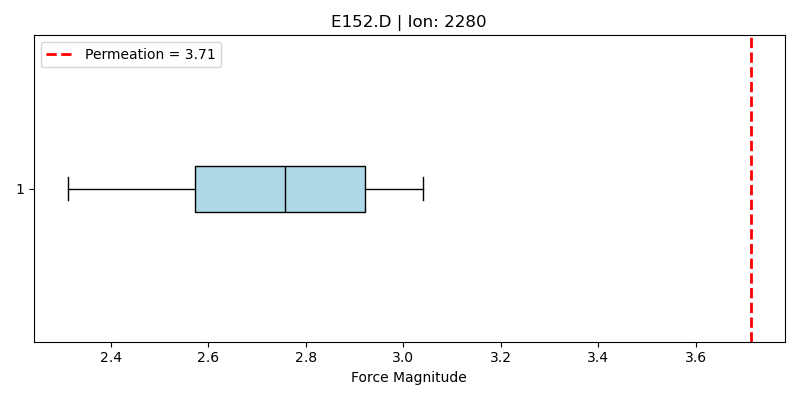 E152.D | Ion: 2280
Permeation = 3.71
1
2.4 2.6 2.8 3.0 3.2 3.4 3.6
Force Magnitude